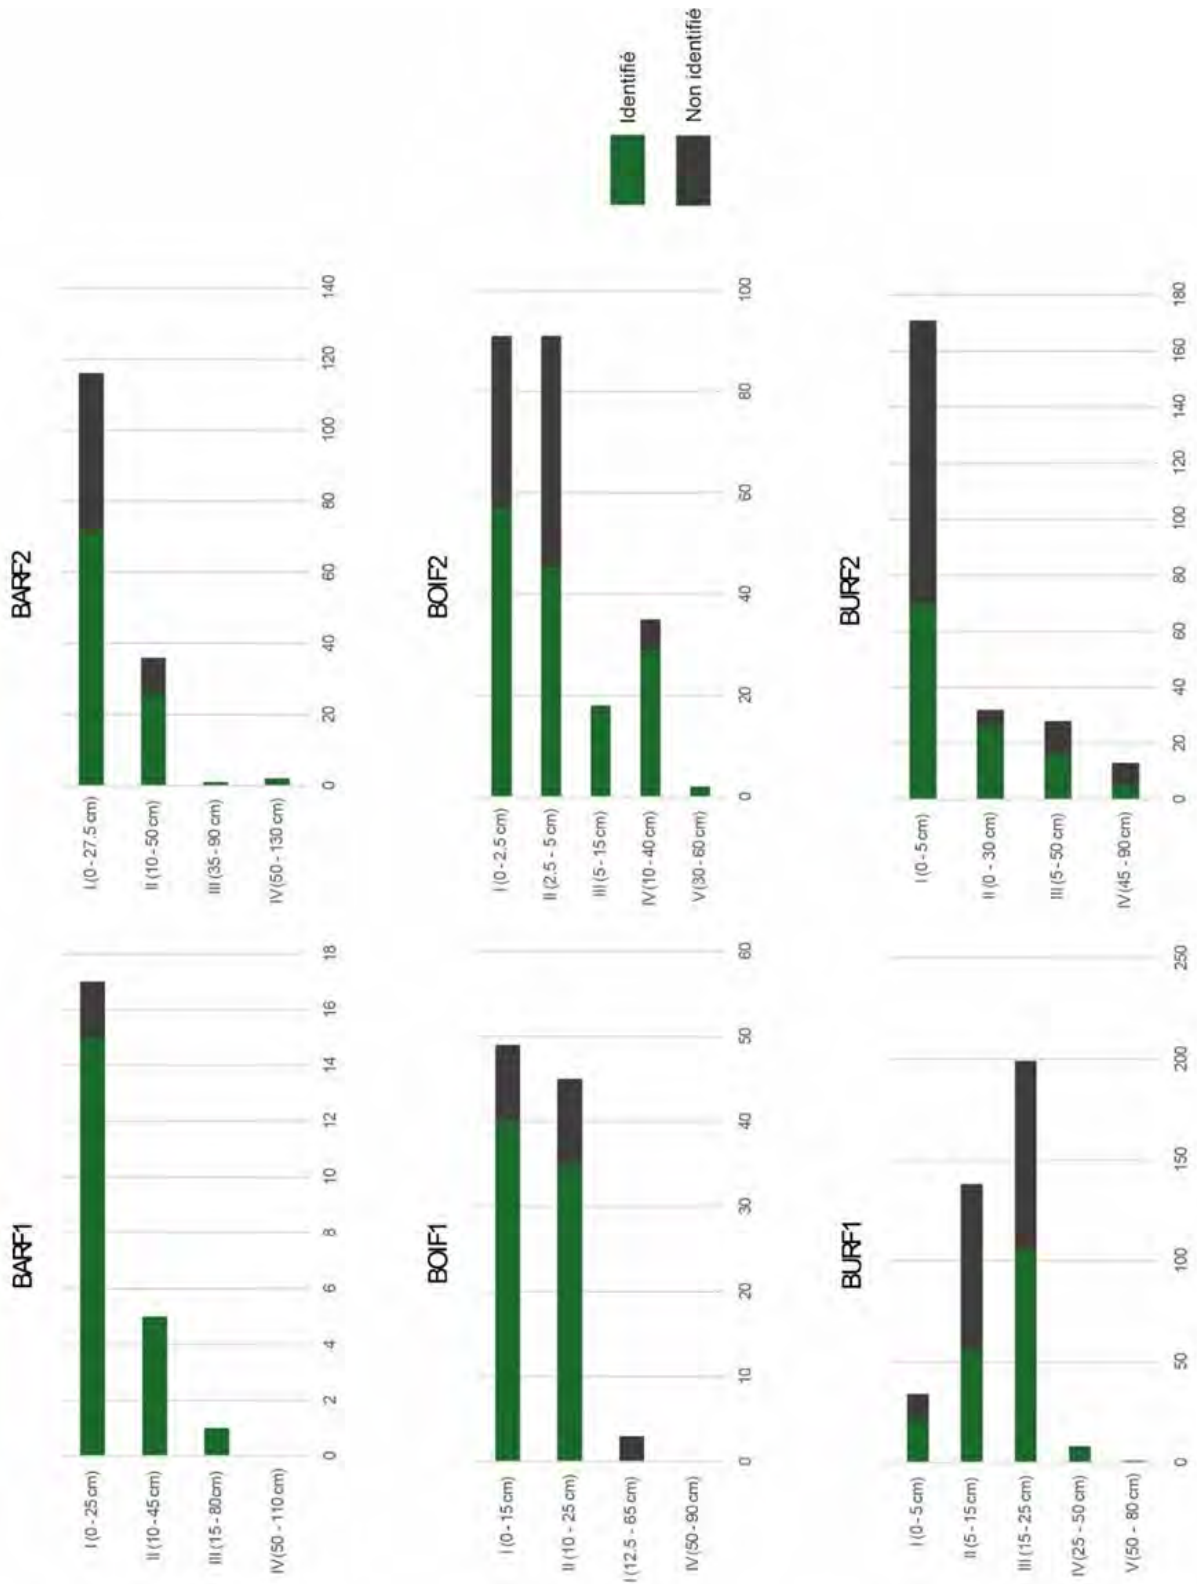 BARF1
I (0 - 25 cm)
II (10 - 45 cm)
III (15 - 80cm)
IV (50 - 110 cm)
0 2 4 6 8 10 12 14 16 18
BARF2
I (0 - 27.5 cm)
II (10 - 50 cm)
III (35 - 90 cm)
IV (50 - 130 cm)
0 20 40 60 80 100 120 140
BOIF1
I (0 - 15 cm)
II (10 - 25 cm)
I (12.5 - 65 cm)
IV (50 - 90 cm)
0 10 20 30 40 50 60
BOIF2
I (0 - 2.5 cm)
II (2.5 - 5 cm)
III (5 - 15 cm)
IV (10 - 40 cm)
V (30 - 60 cm)
0 20 40 60 80 100
Identifié
Non identifié
BURF1
I (0 - 5 cm)
II (5 - 15 cm)
III (15 - 25 cm)
IV (25 - 50 cm)
V (50 - 80 cm)
0 50 100 150 200 250
BURF2
I (0 - 5 cm)
II (0 - 30 cm)
III (5 - 50 cm)
IV (45 - 90 cm)
0 20 40 60 80 100 120 140 160 180